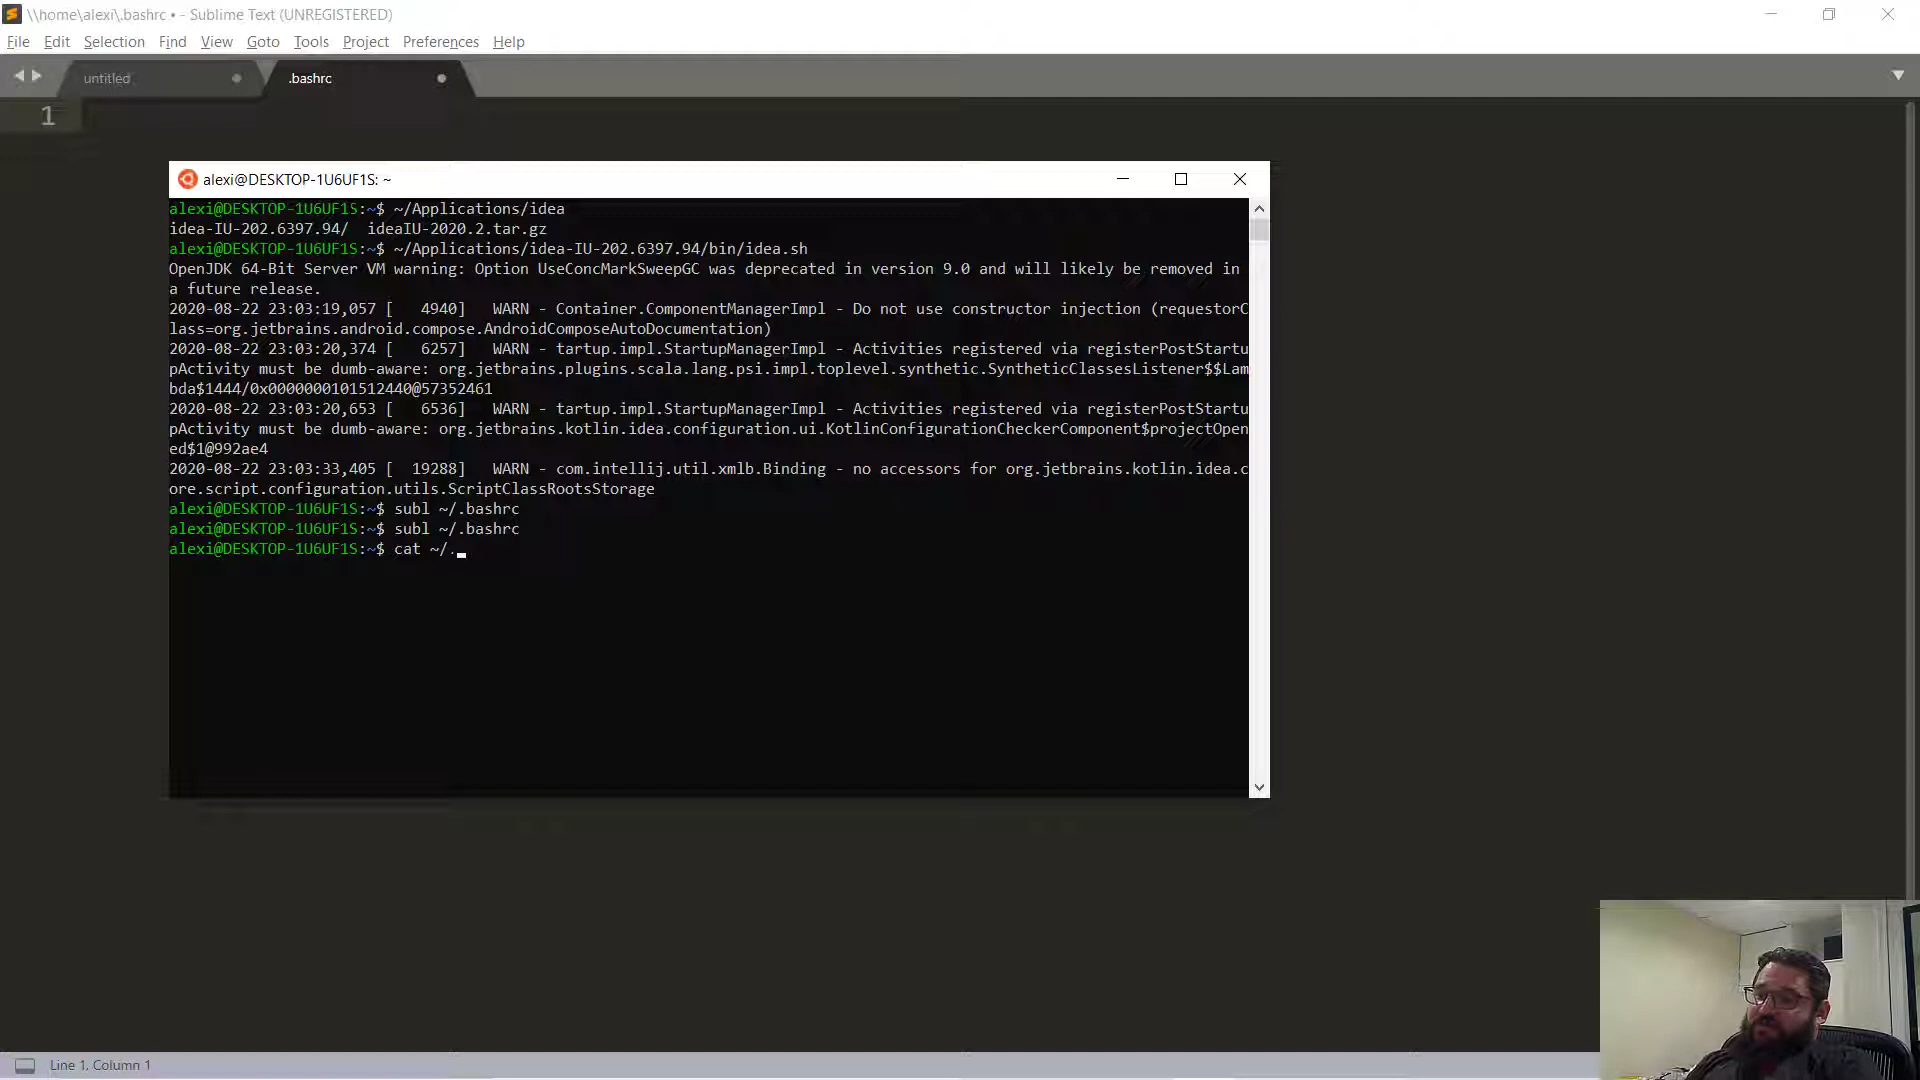 \\home\alexi\.bashrc • - Sublime Text (UNREGISTERED)
File Edit Selection Find View Goto Tools Project Preferences Help
untitled .bashrc
1
alexi@DESKTOP-1U6UF1S: ~
alexi@DESKTOP-1U6UF1S:~$ ~/Applications/idea
idea-IU-202.6397.94/  ideaIU-2020.2.tar.gz
alexi@DESKTOP-1U6UF1S:~$ ~/Applications/idea-IU-202.6397.94/bin/idea.sh
OpenJDK 64-Bit Server VM warning: Option UseConcMarkSweepGC was deprecated in version 9.0 and will likely be removed in
a future release.
2020-08-22 23:03:19,057 [   4940]   WARN - Container.ComponentManagerImpl - Do not use constructor injection (requestorC
lass=org.jetbrains.android.compose.AndroidComposeAutoDocumentation)
2020-08-22 23:03:20,374 [   6257]   WARN - tartup.impl.StartupManagerImpl - Activities registered via registerPostStartu
pActivity must be dumb-aware: org.jetbrains.plugins.scala.lang.psi.impl.toplevel.synthetic.SyntheticClassesListener$$Lam
bda$1444/0x0000000101512440@57352461
2020-08-22 23:03:20,653 [   6536]   WARN - tartup.impl.StartupManagerImpl - Activities registered via registerPostStartu
pActivity must be dumb-aware: org.jetbrains.kotlin.idea.configuration.ui.KotlinConfigurationCheckerComponent$projectOpen
ed$1@992ae4
2020-08-22 23:03:33,405 [  19288]   WARN - com.intellij.util.xmlb.Binding - no accessors for org.jetbrains.kotlin.idea.c
ore.script.configuration.utils.ScriptClassRootsStorage
alexi@DESKTOP-1U6UF1S:~$ subl ~/.bashrc
alexi@DESKTOP-1U6UF1S:~$ subl ~/.bashrc
alexi@DESKTOP-1U6UF1S:~$ cat ~/.
Line 1, Column 1